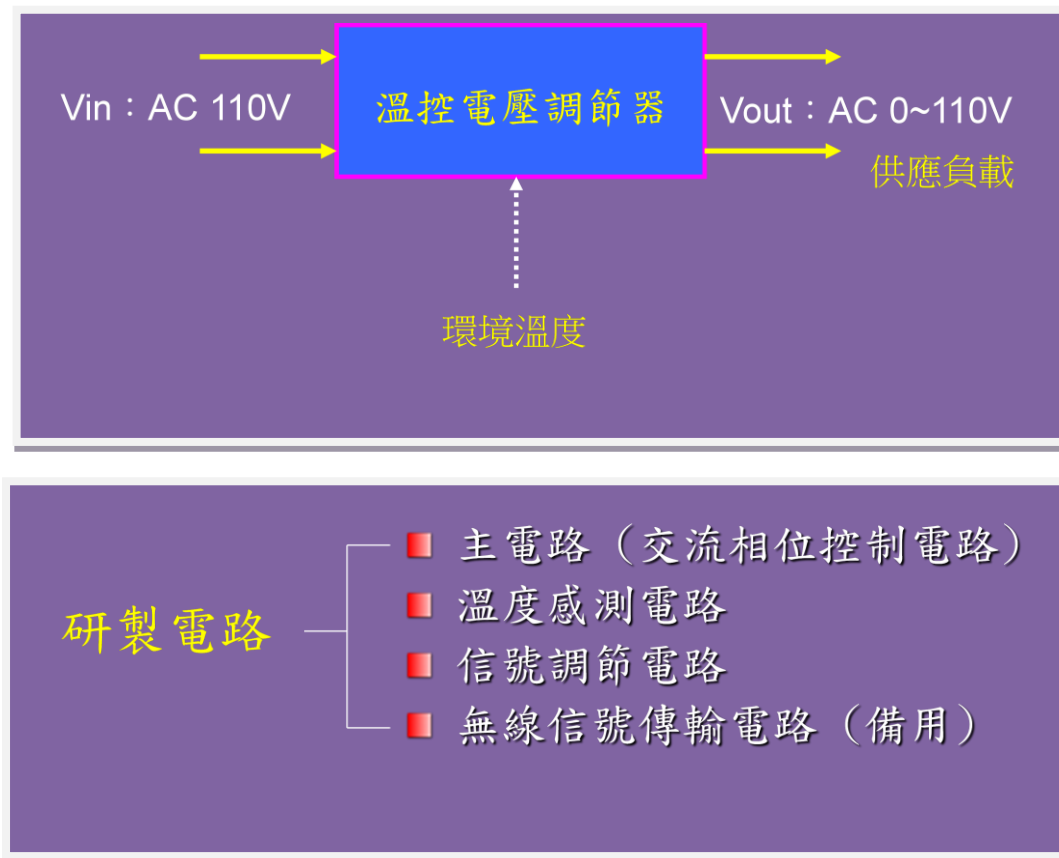 Vin：AC 110V
溫控電壓調節器
Vout：AC 0~110V
供應負載
環境溫度
研製電路
主電路（交流相位控制電路）
溫度感測電路
信號調節電路
無線信號傳輸電路（備用）